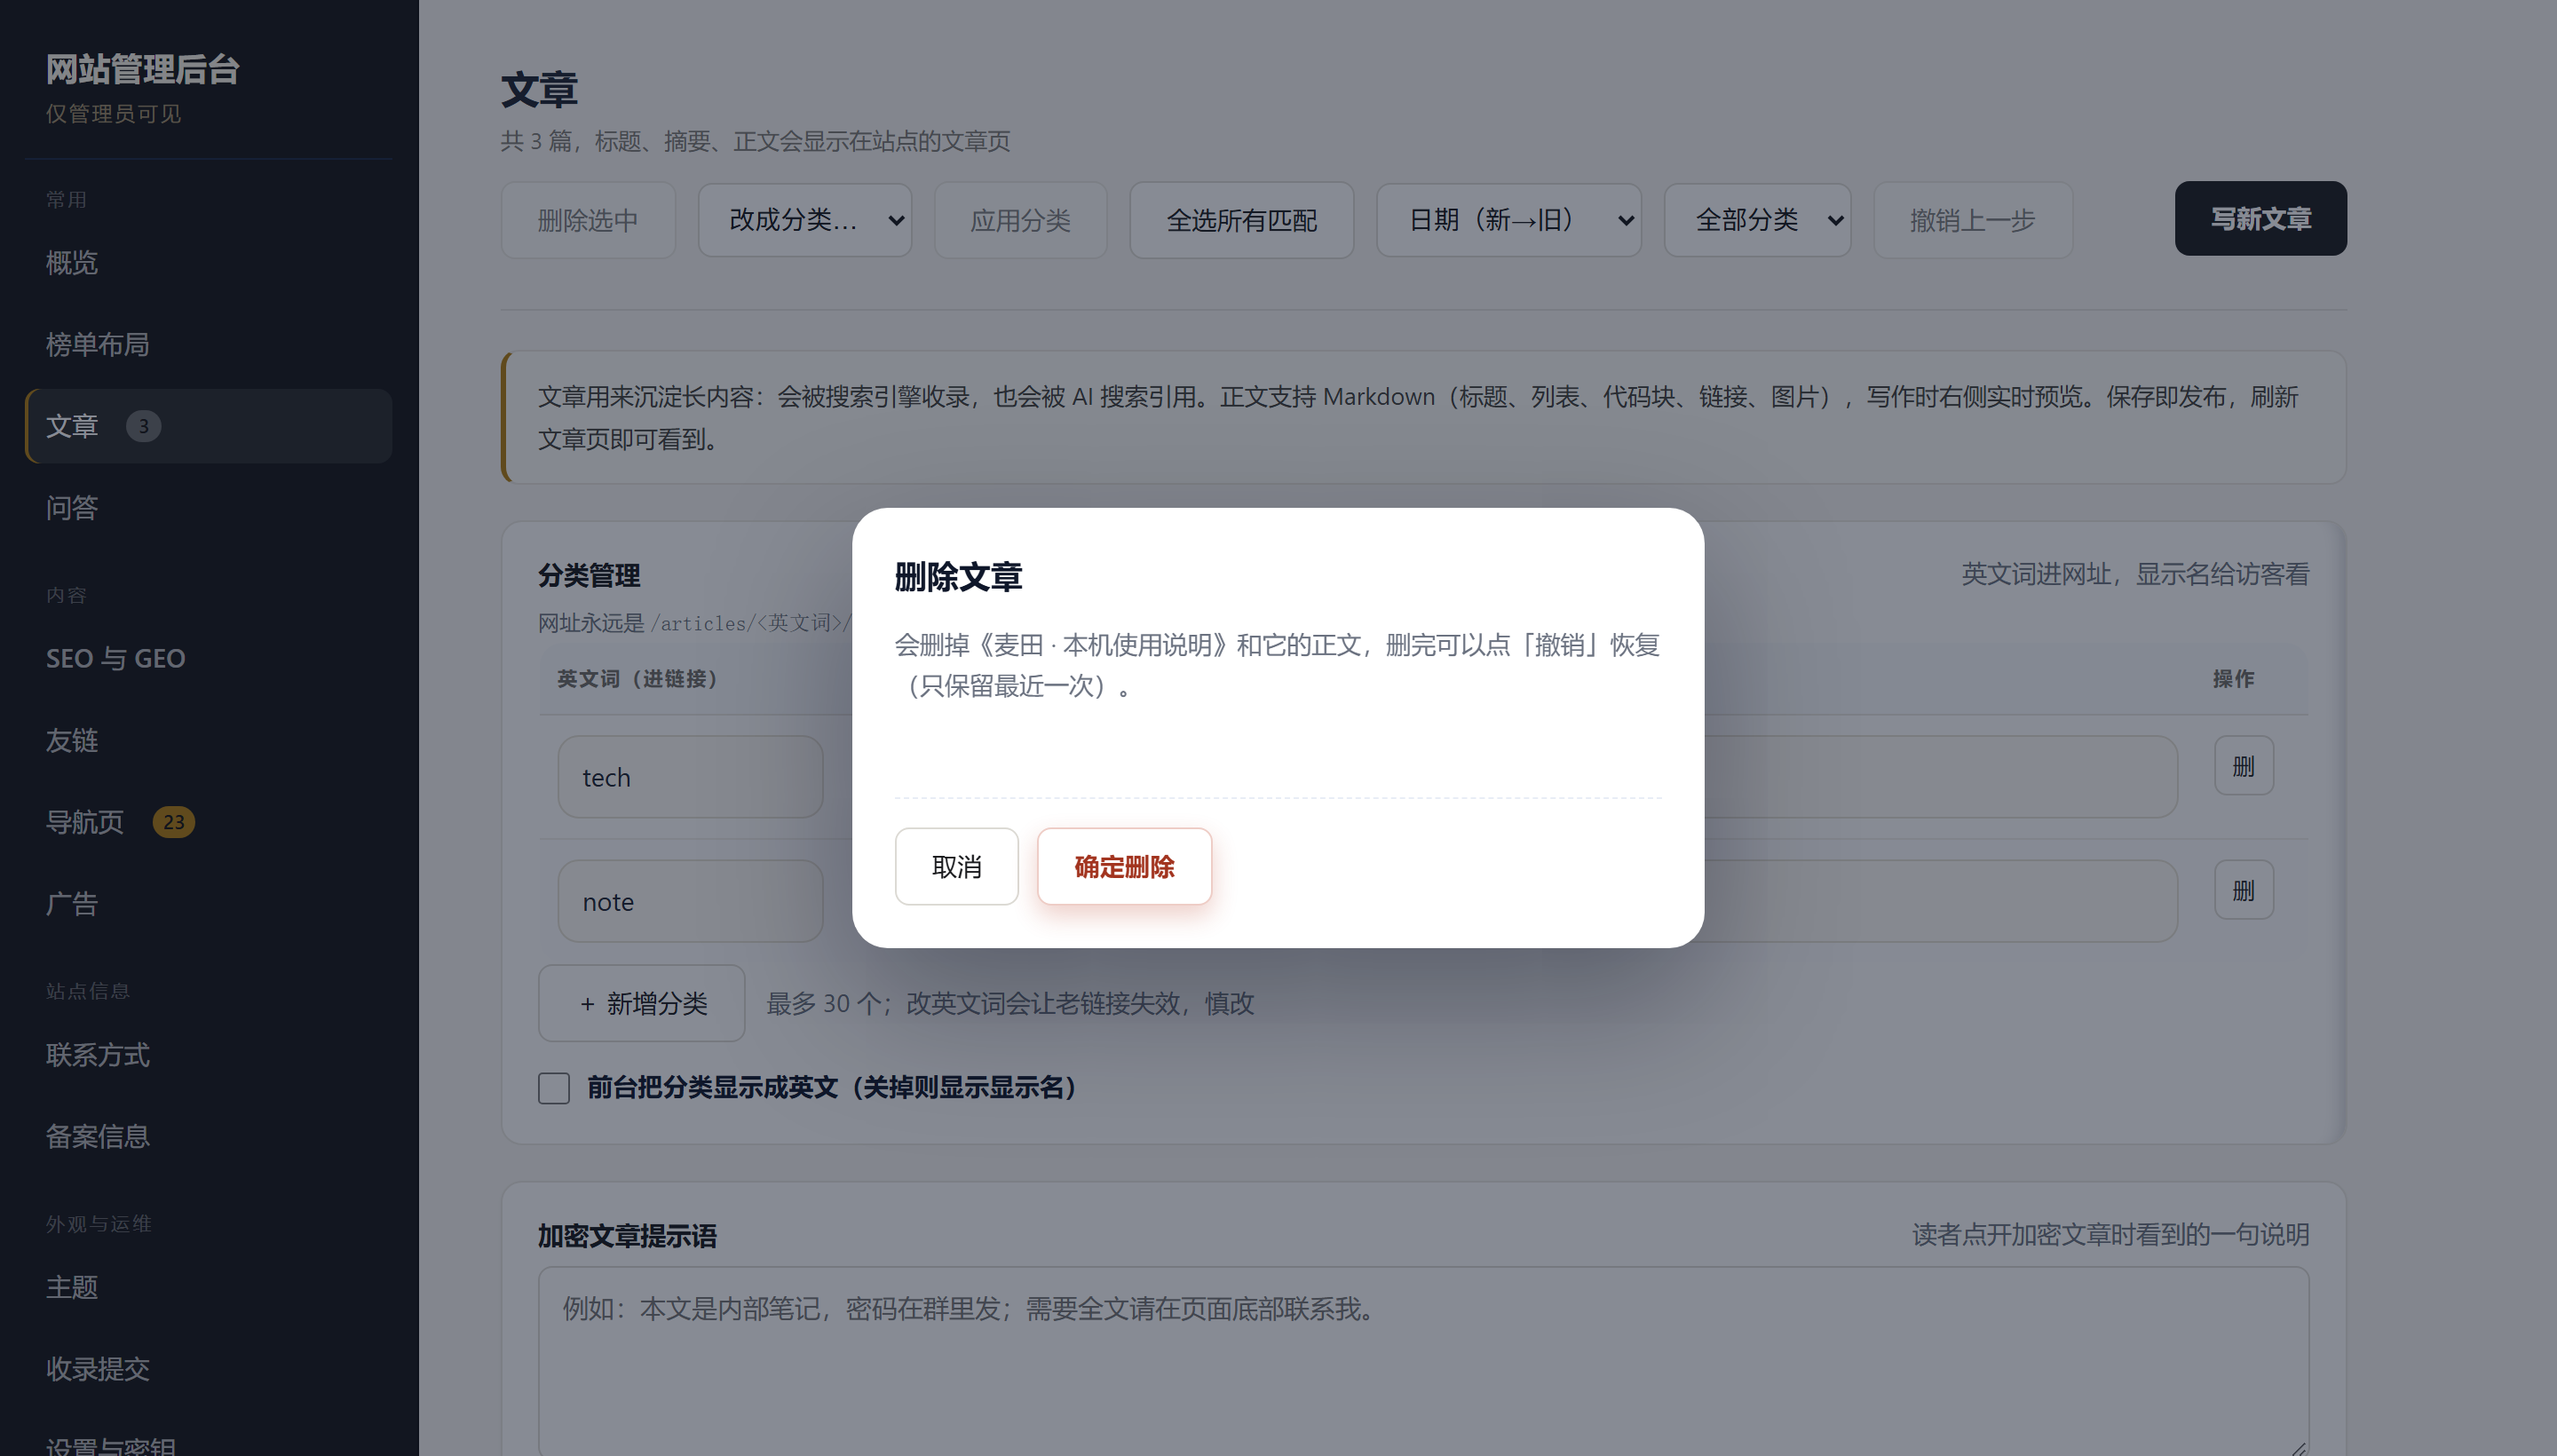 网站管理后台
仅管理员可见
常用
概览
榜单布局
文章 3
问答
内容
SEO 与 GEO
友链
导航页 23
广告
站点信息
联系方式
备案信息
外观与运维
主题
收录提交
设置与密钥
文章
共 3 篇，标题、摘要、正文会显示在站点的文章页
删除选中 改成分类... 应用分类 全选所有匹配 日期（新→旧） 全部分类 撤销上一步 写新文章
文章用来沉淀长内容：会被搜索引擎收录，也会被 AI 搜索引用。正文支持 Markdown（标题、列表、代码块、链接、图片），写作时右侧实时预览。保存即发布，刷新
文章页即可看到。
分类管理 英文词进网址，显示名给访客看
网址永远是 /articles/<英文词>/
英文词（进链接） 操作
tech 删
note 删
+ 新增分类 最多 30 个；改英文词会让老链接失效，慎改
前台把分类显示成英文（关掉则显示显示名）
加密文章提示语 读者点开加密文章时看到的一句说明
例如：本文是内部笔记，密码在群里发；需要全文请在页面底部联系我。
删除文章
会删掉《麦田 · 本机使用说明》和它的正文，删完可以点「撤销」恢复
（只保留最近一次）。
取消 确定删除